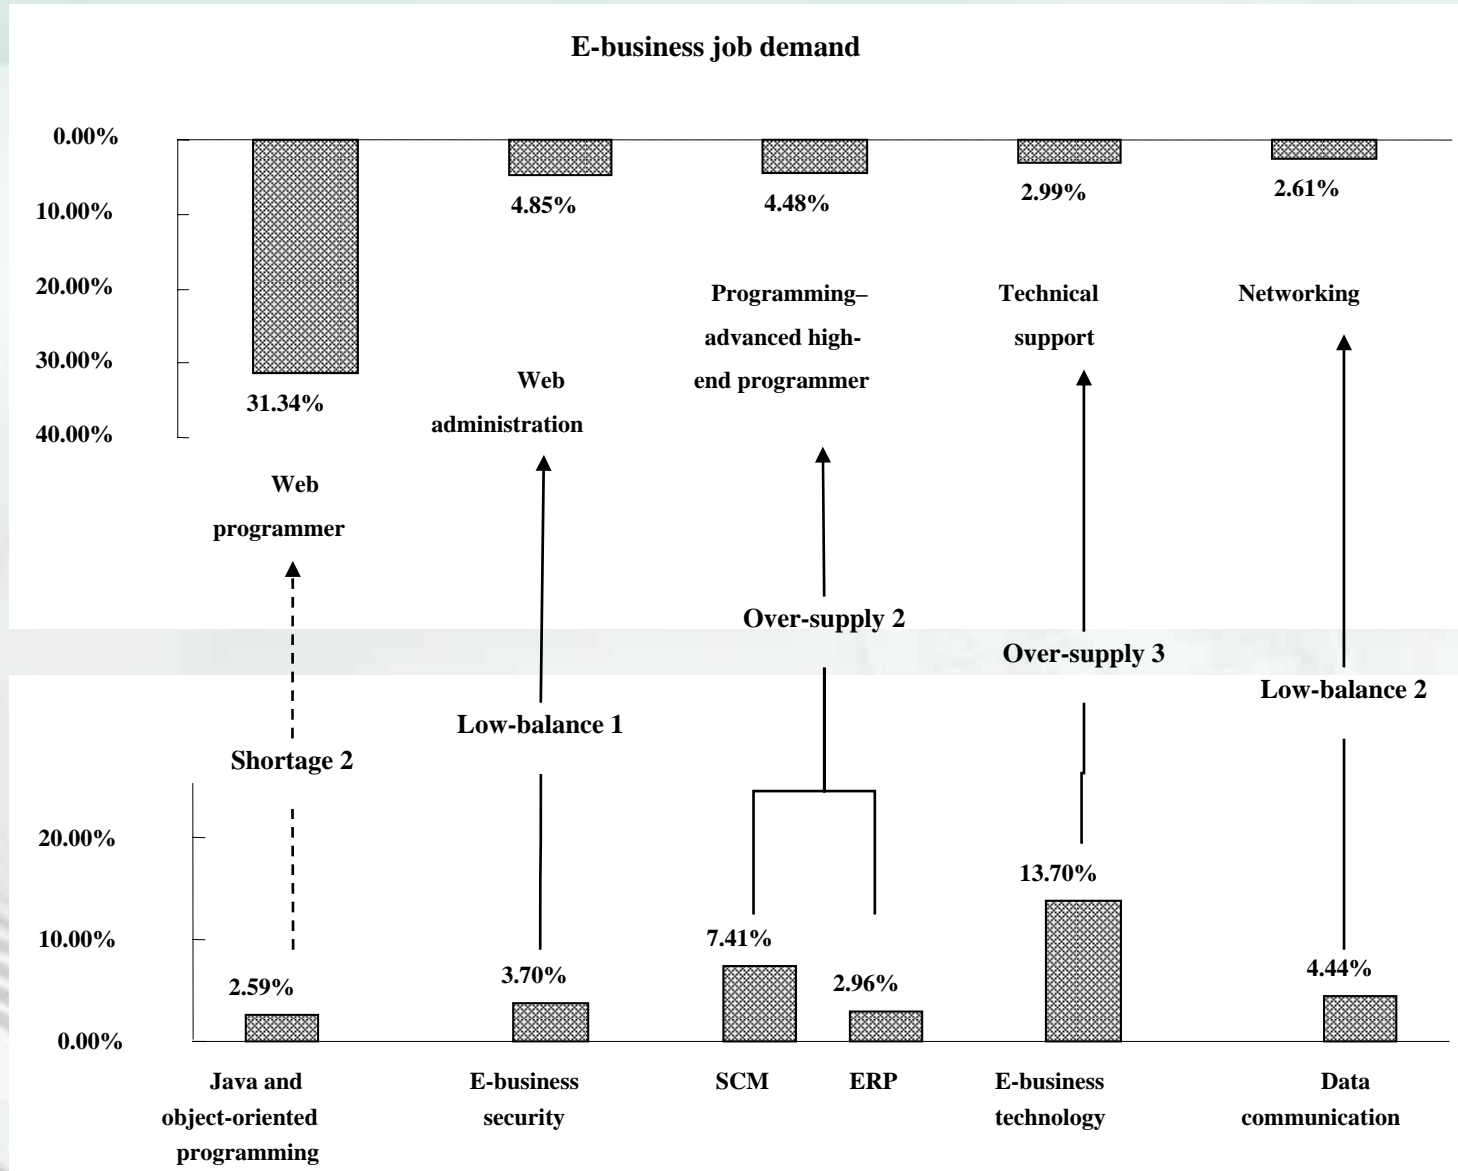 E-business job demand
0.00%
10.00%
20.00%
30.00%
40.00%
31.34%
4.85%
4.48%
2.99%
2.61%
Web
programmer
Web
administration
Programming–
advanced high-
end programmer
Technical
support
Networking
Shortage 2
Low-balance 1
Over-supply 2
Over-supply 3
Low-balance 2
20.00%
10.00%
0.00%
2.59%
3.70%
7.41%
2.96%
13.70%
4.44%
Java and
object-oriented
programming
E-business
security
SCM
ERP
E-business
technology
Data
communication